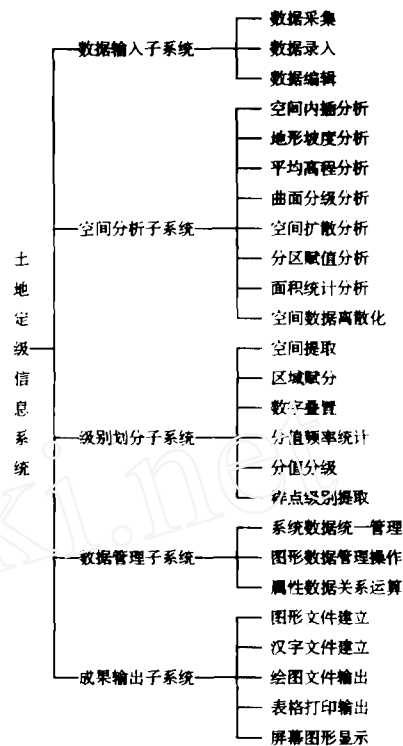 土地定级信息系统
数据输入子系统
数据采集
数据录入
数据编辑
空间分析子系统
空间内插分析
地形坡度分析
平均高程分析
曲面分级分析
空间扩散分析
分区赋值分析
面积统计分析
空间数据离散化
级别划分子系统
空间提取
区域赋分
数字叠置
分值频率统计
分值分级
样点级别提取
数据管理子系统
系统数据统一管理
图形数据管理操作
属性数据关系运算
成果输出子系统
图形文件建立
汉字文件建立
绘图文件输出
表格打印输出
屏幕图形显示